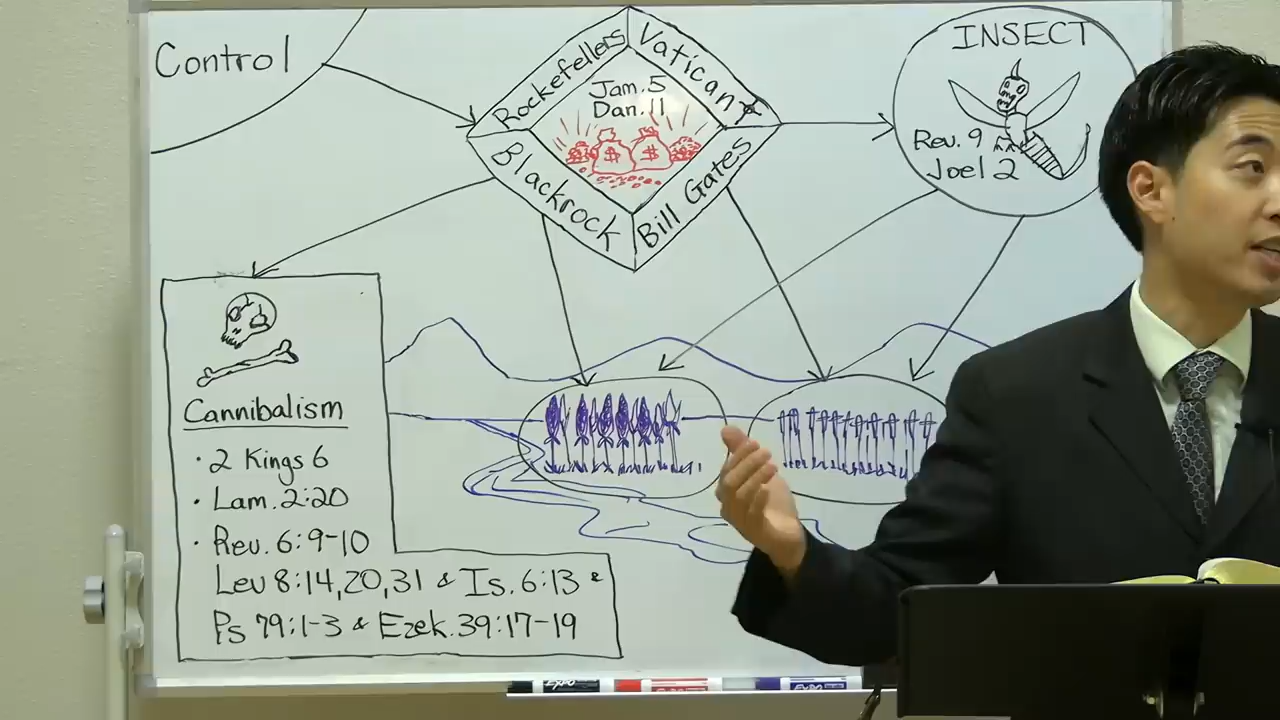 Control
Rockefellers
Vatican
Jam. 5
Dan. 11
$ $
Blackrock
Bill Gates
INSECT
Rev. 9
Joel 2
Cannibalism
· 2 Kings 6
· Lam. 2:20
· Rev. 6:9-10
Lev 8:14,20,31 & Is. 6:13 &
Ps 79:1-3 & Ezek. 39:17-19
EXPO
EXPO